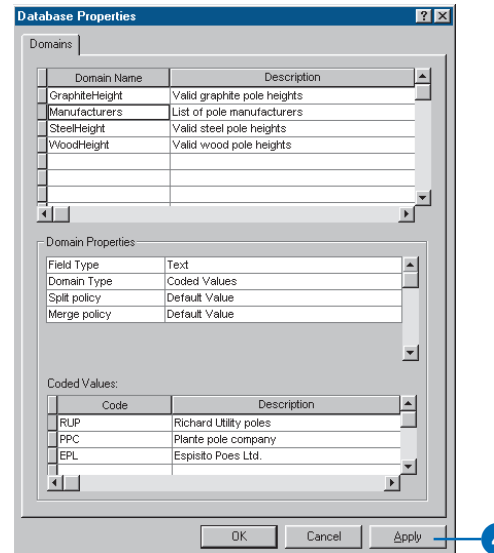 Database Properties
Domains
Domain Name Description
GraphiteHeight Valid graphite pole heights
Manufacturers List of pole manufacturers
SteelHeight Valid steel pole heights
WoodHeight Valid wood pole heights
Domain Properties
Field Type Text
Domain Type Coded Values
Split policy Default Value
Merge policy Default Value
Coded Values:
Code Description
RUP Richard Utility poles
PPC Plante pole company
EPL Espisito Poes Ltd.
OK Cancel Apply